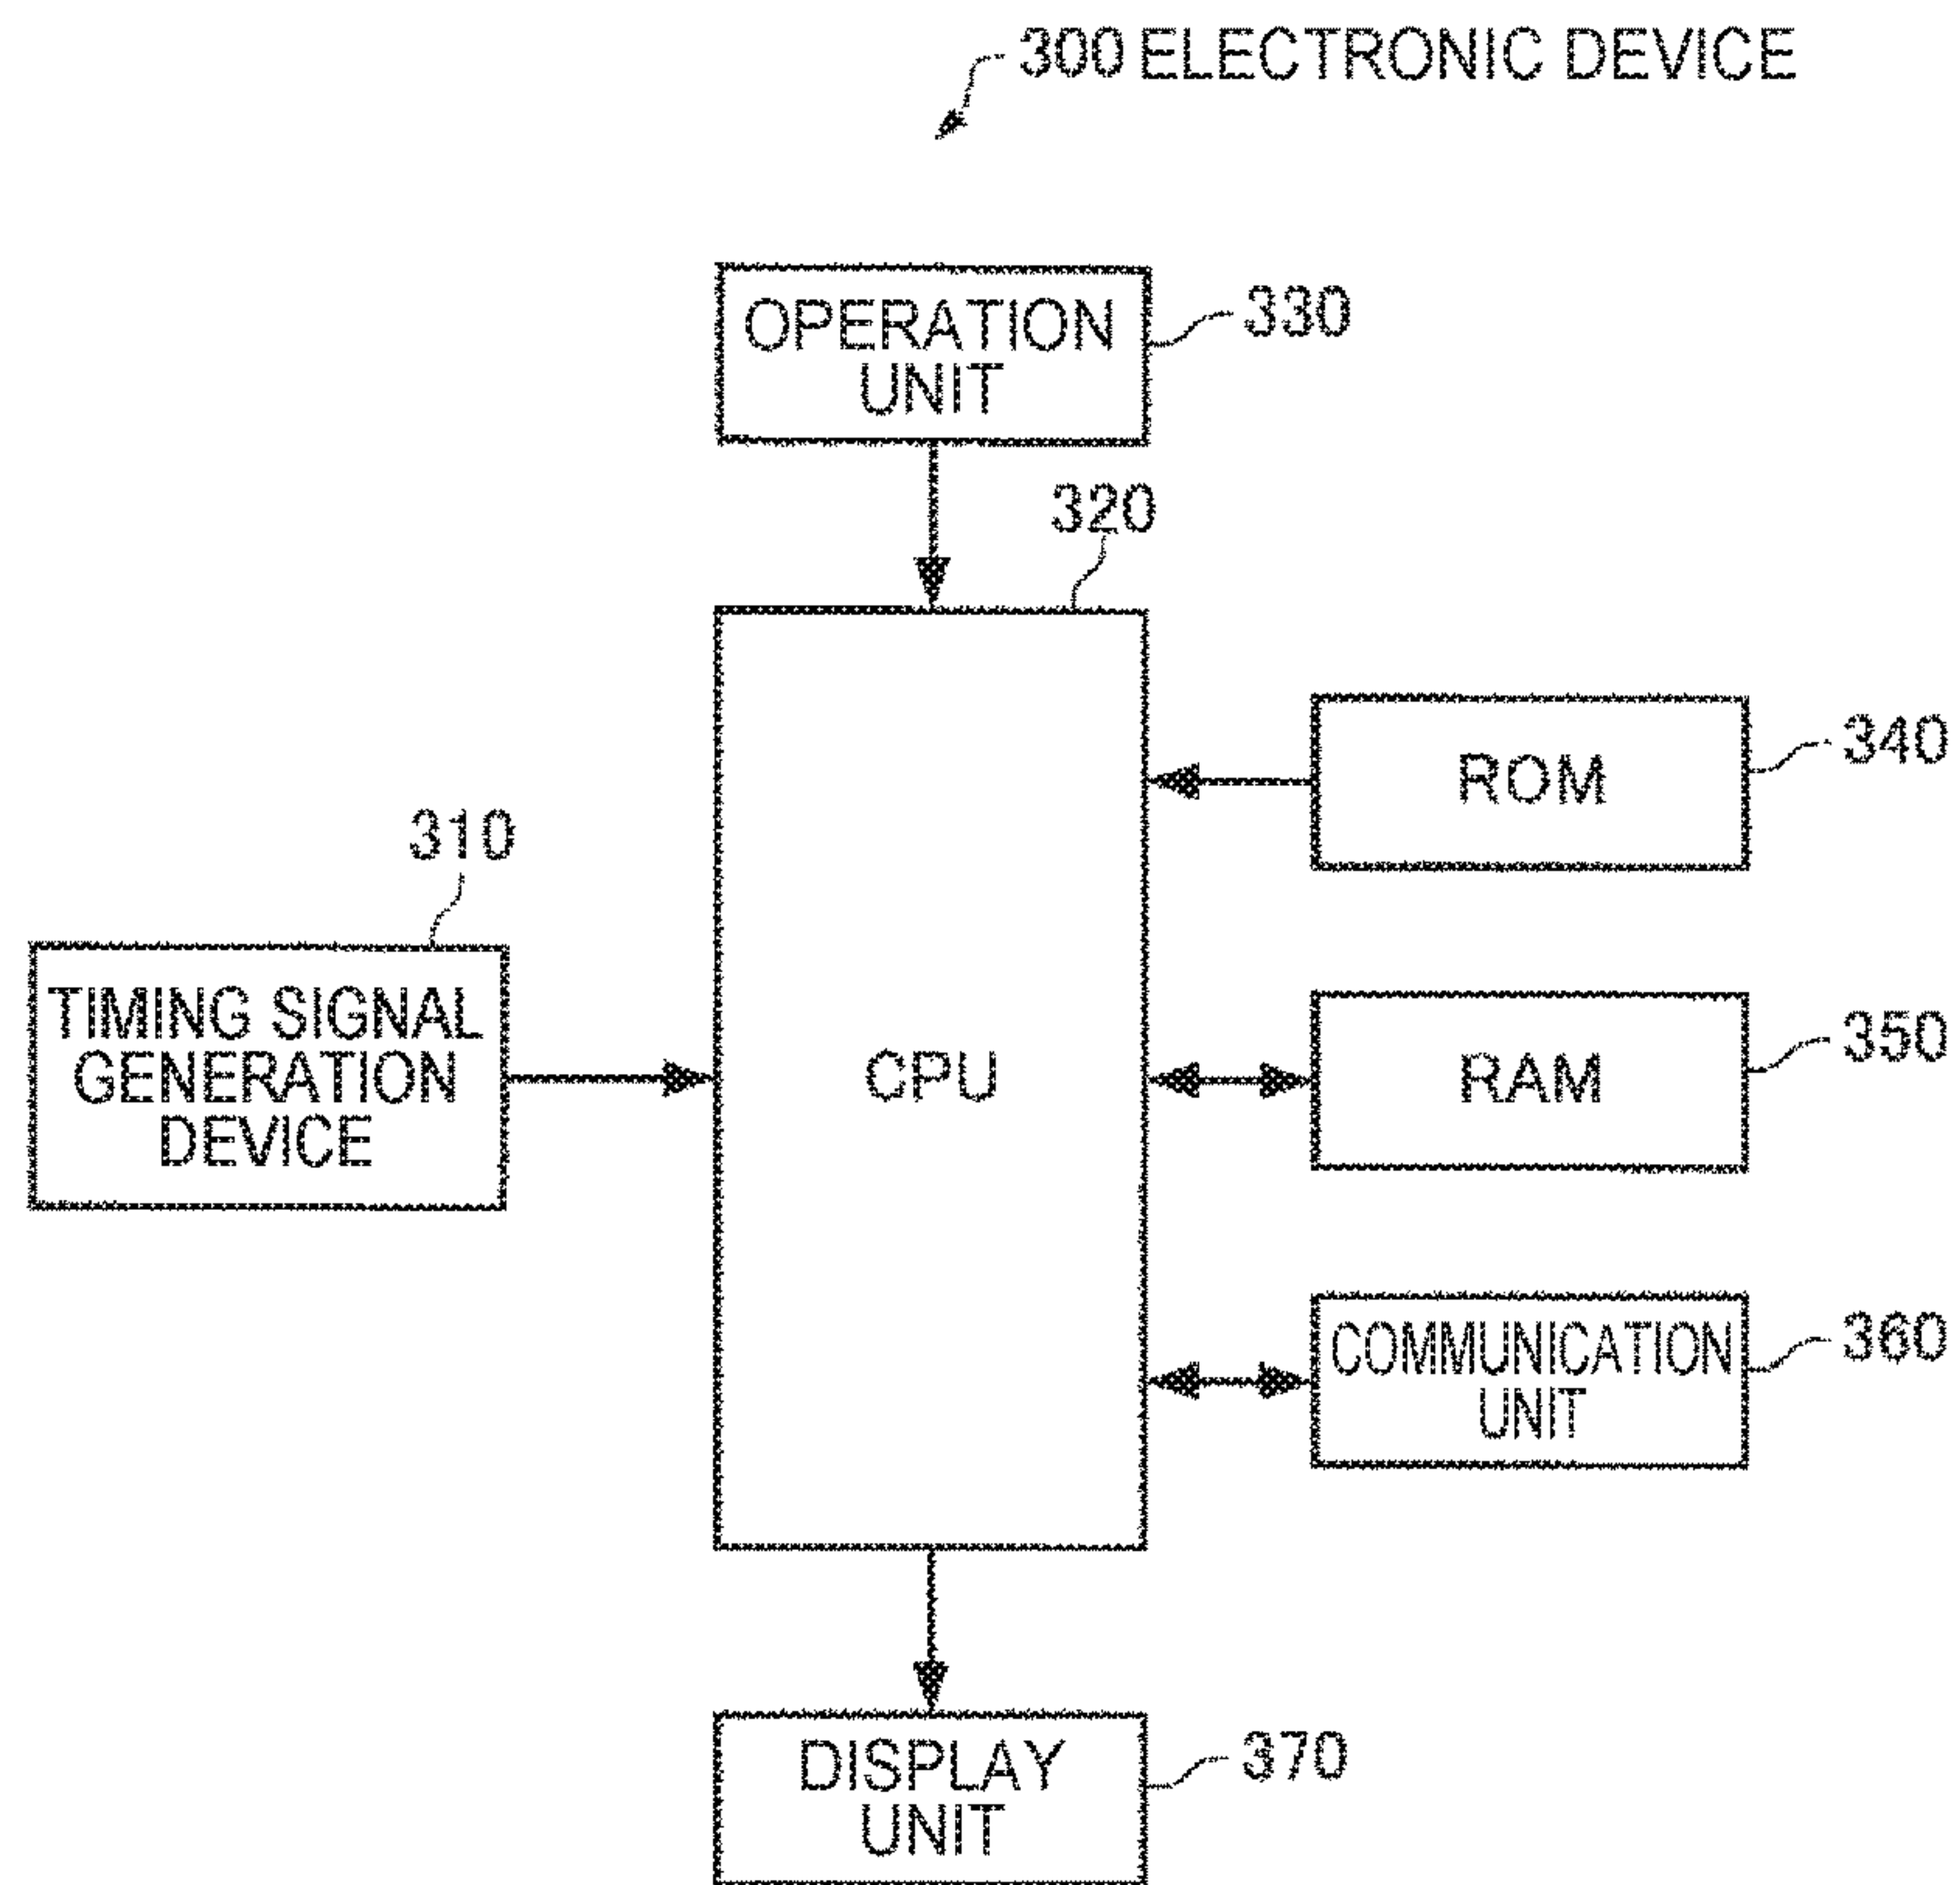 300 ELECTRONIC DEVICE
OPERATION
UNIT
330
320
ROM
340
310
TIMING SIGNAL
GENERATION
DEVICE
CPU
RAM
350
COMMUNICATION
UNIT
360
DISPLAY
UNIT
370